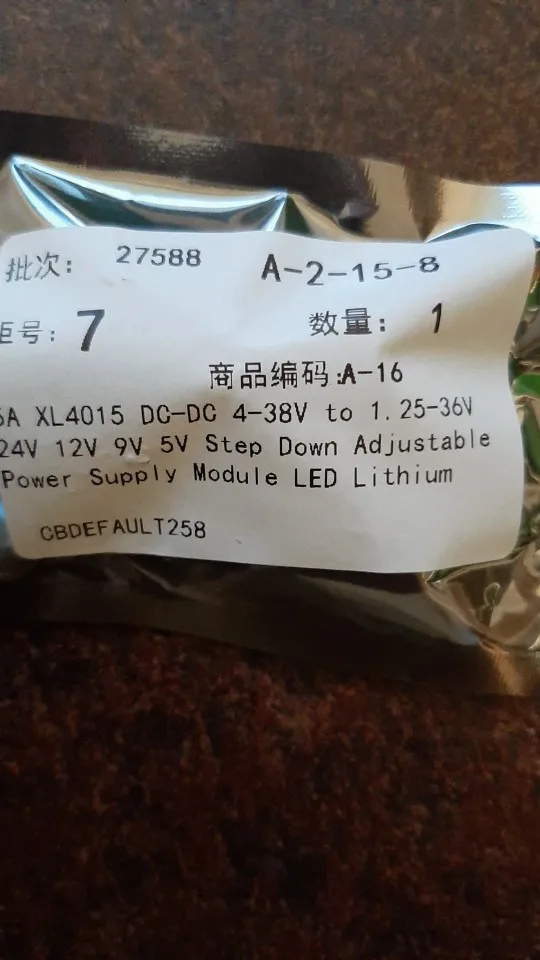 批次: 27588 A-2-15-8
号: 7 数量: 1
商品编码:A-16
XL4015 DC-DC 4-38V to 1.25-36V
24V 12V 9V 5V Step Down Adjustable
Power Supply Module LED Lithium
CBDEFAULT258